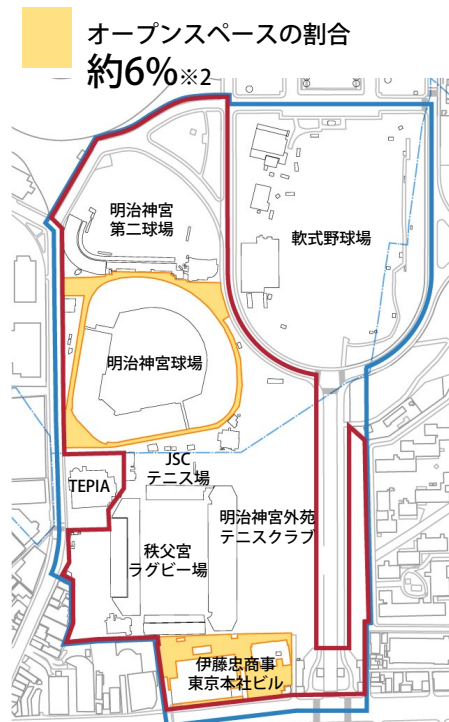 オープンスペースの割合
約6%※2
明治神宮
第二球場
軟式野球場
明治神宮球場
JSC
テニス場
TEPIA
明治神宮外苑
テニスクラブ
秩父宮
ラグビー場
伊藤忠商事
東京本社ビル